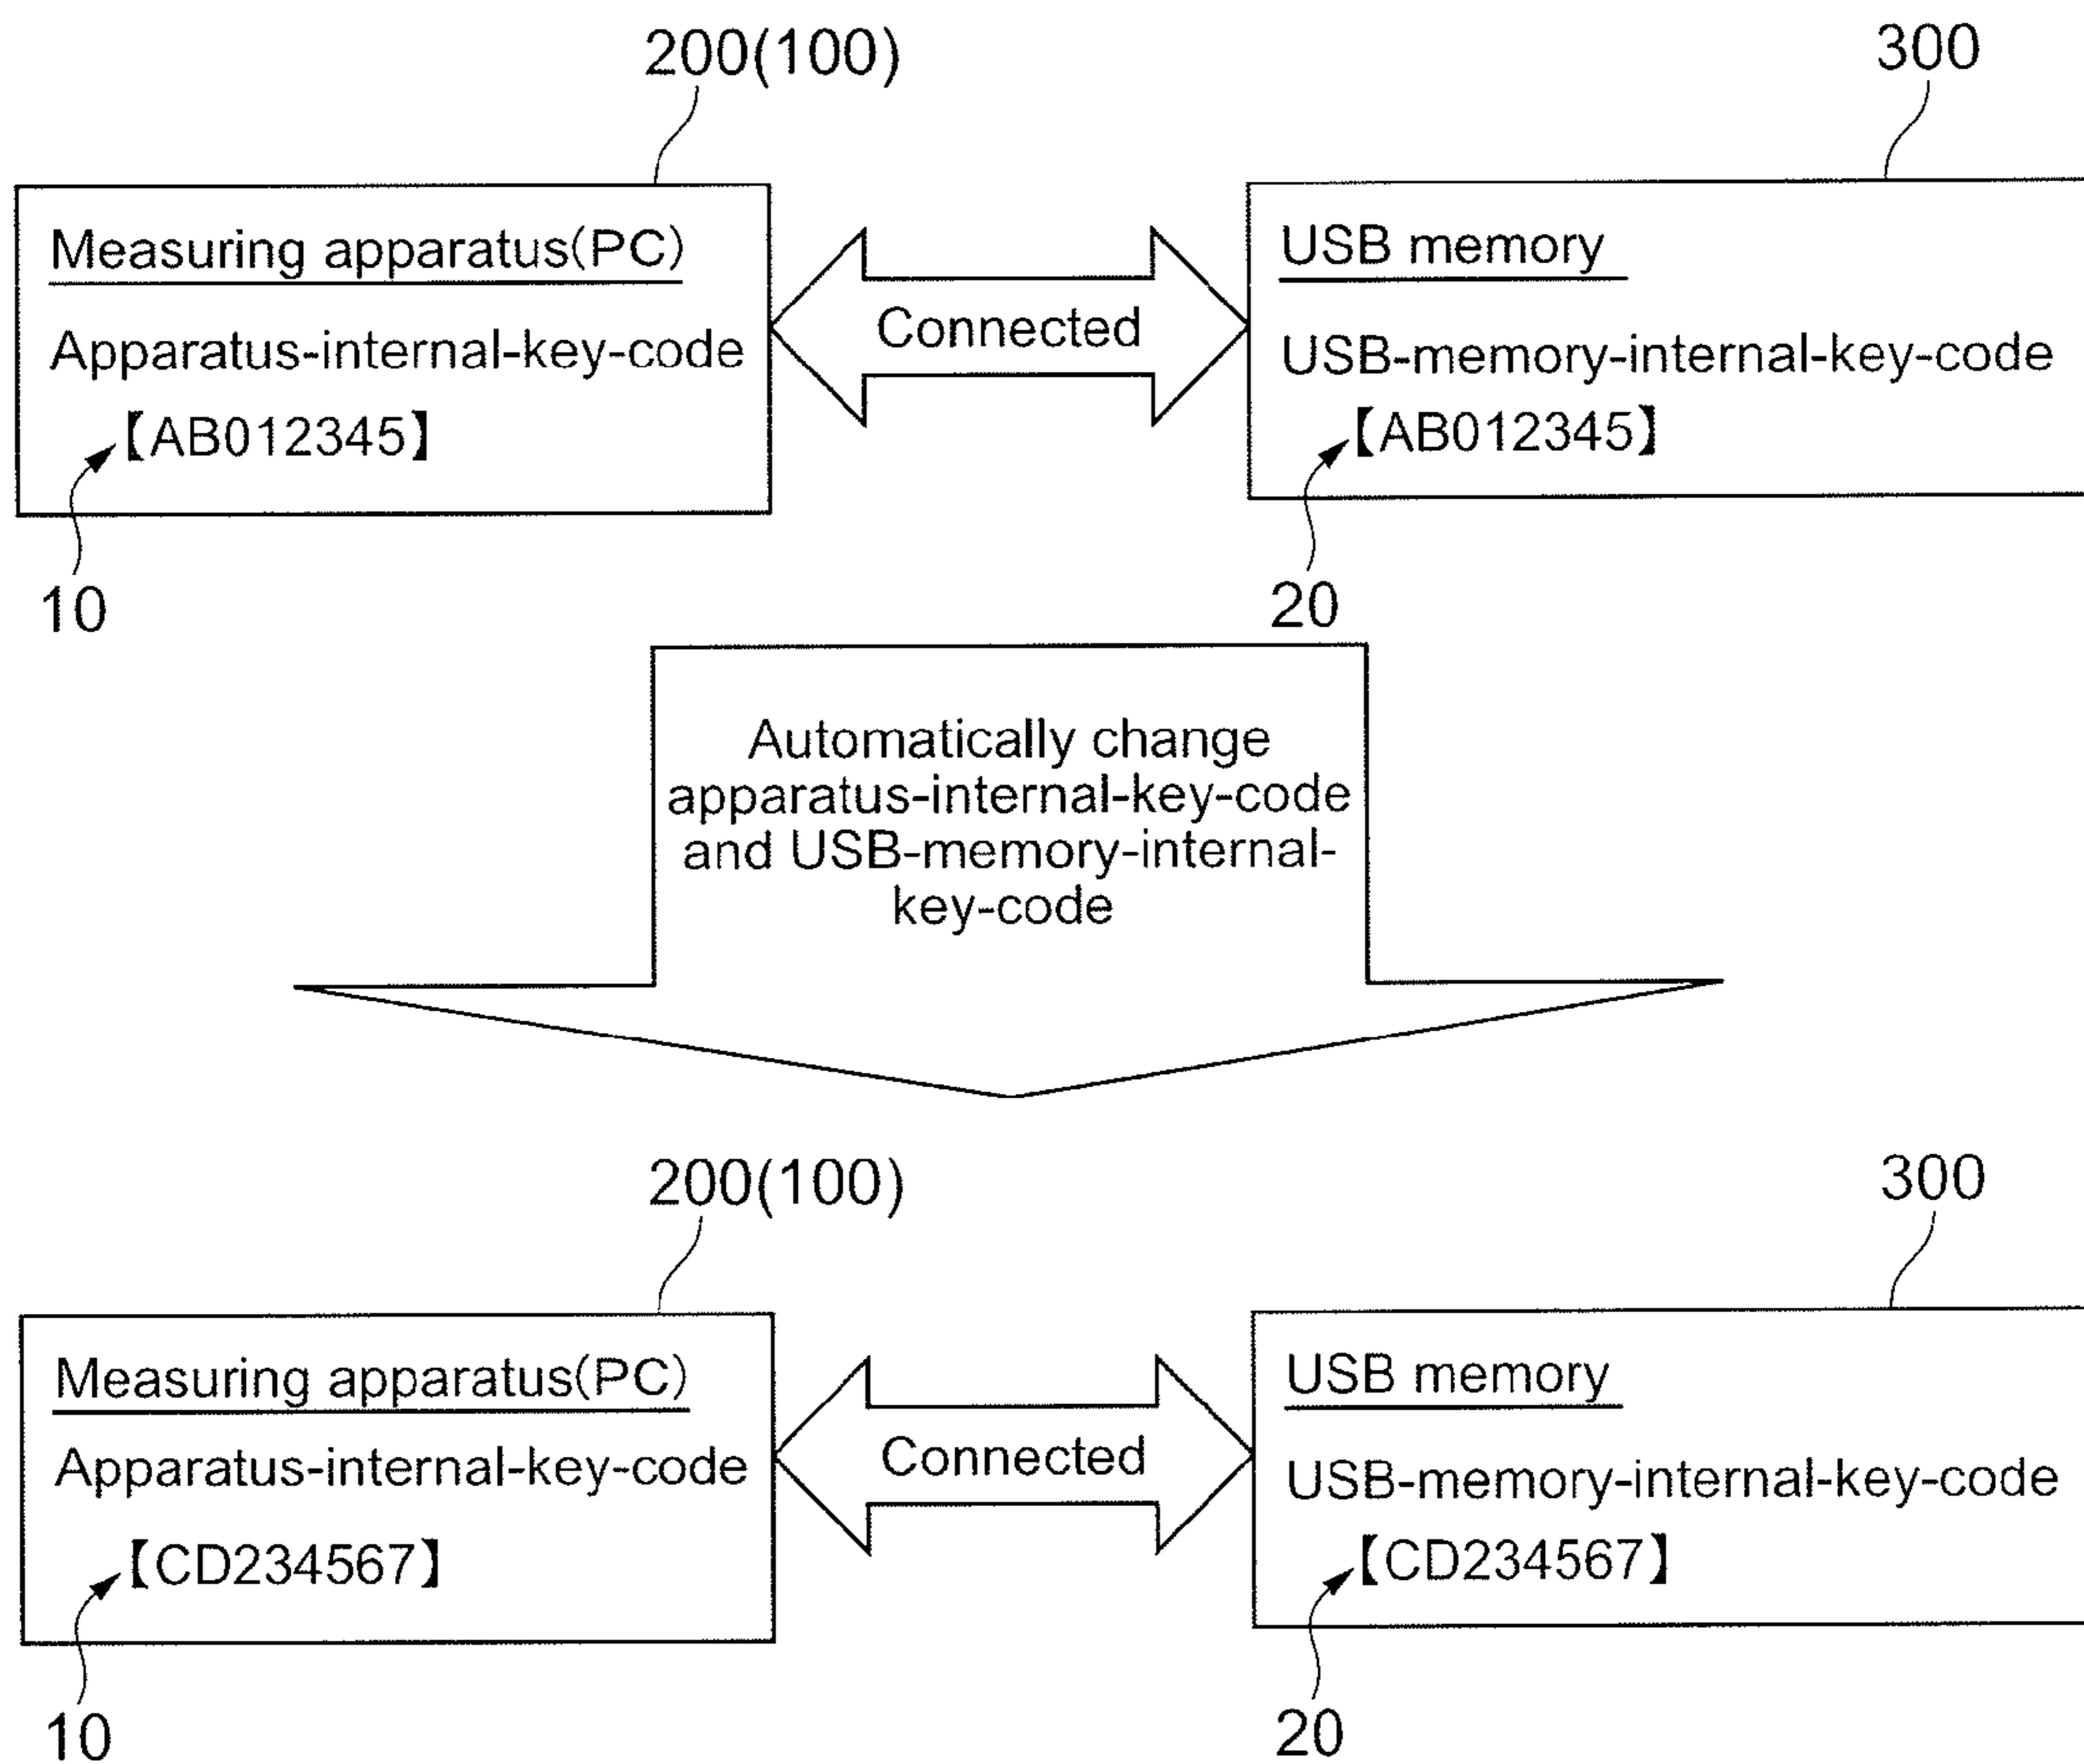 200(100)
300
Measuring apparatus(PC)
Apparatus-internal-key-code
【AB012345】
10
Connected
USB memory
USB-memory-internal-key-code
【AB012345】
20
Automatically change
apparatus-internal-key-code
and USB-memory-internal-
key-code
200(100)
300
Measuring apparatus(PC)
Apparatus-internal-key-code
【CD234567】
10
Connected
USB memory
USB-memory-internal-key-code
【CD234567】
20